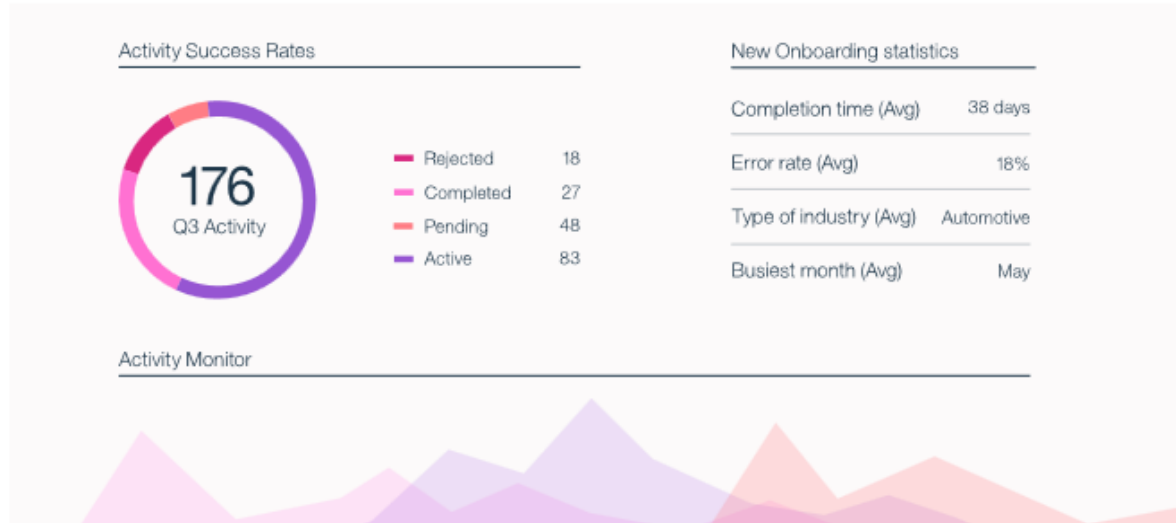 Activity Success Rates
176
Q3 Activity
Rejected 18
Completed 27
Pending 48
Active 83
New Onboarding statistics
Completion time (Avg) 38 days
Error rate (Avg) 18%
Type of industry (Avg) Automotive
Busiest month (Avg) May
Activity Monitor